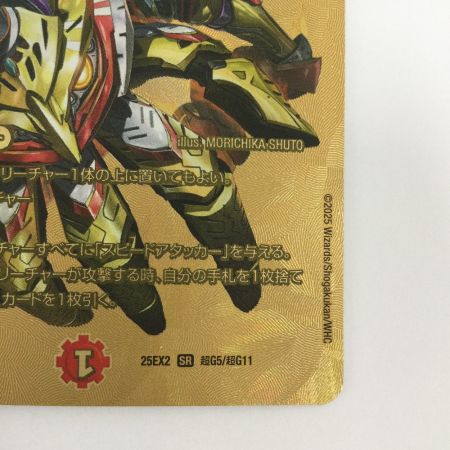 illus. MORICHIKA SHUTO
リーチャー1体の上に置いてもよい。
チャー
チャーすべてに「スピードアタッカー」を与える。
リーチャーが攻撃する時、自分の手札を1枚捨て
カードを1枚引く。
1
25EX2 SR 超G5/超G11
©2025 Wizards/Shogakukan/WHC